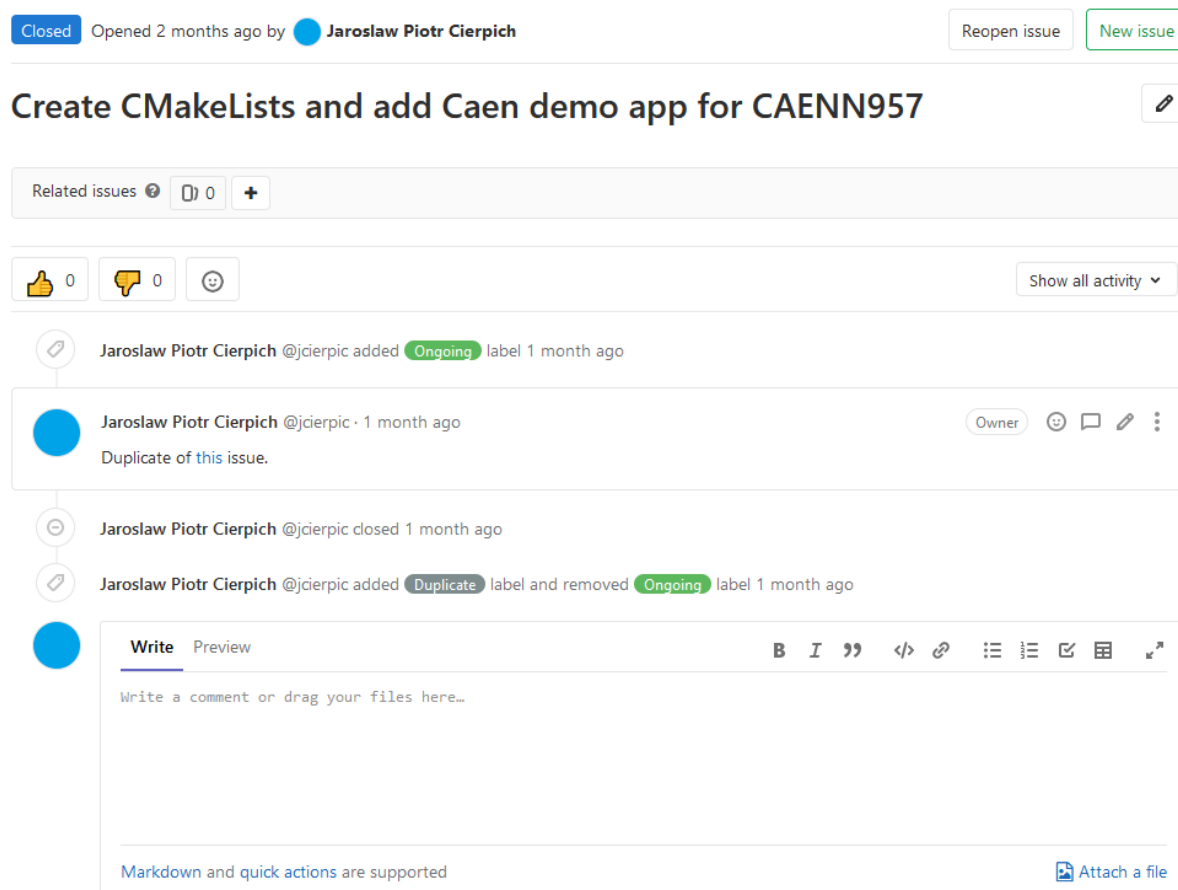 Closed Opened 2 months ago by Jaroslaw Piotr Cierpich Reopen issue New issue
Create CMakeLists and add Caen demo app for CAENN957
Related issues 0
0 0 Show all activity
Jaroslaw Piotr Cierpich @jcierpic added Ongoing label 1 month ago
Jaroslaw Piotr Cierpich @jcierpic · 1 month ago Owner
Duplicate of this issue.
Jaroslaw Piotr Cierpich @jcierpic closed 1 month ago
Jaroslaw Piotr Cierpich @jcierpic added Duplicate label and removed Ongoing label 1 month ago
Write Preview
Write a comment or drag your files here…
Markdown and quick actions are supported Attach a file